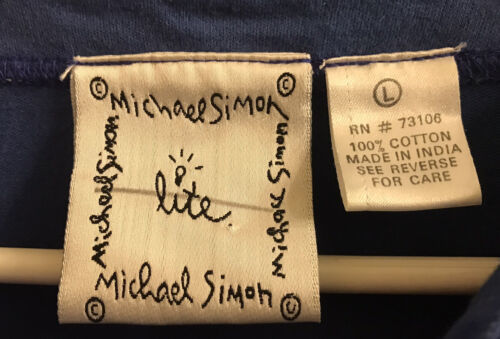 © Michael Simon ©
Michael Simon
lite
Michael Simon
© Michael Simon ©
L
RN # 73106
100% COTTON
MADE IN INDIA
SEE REVERSE
FOR CARE